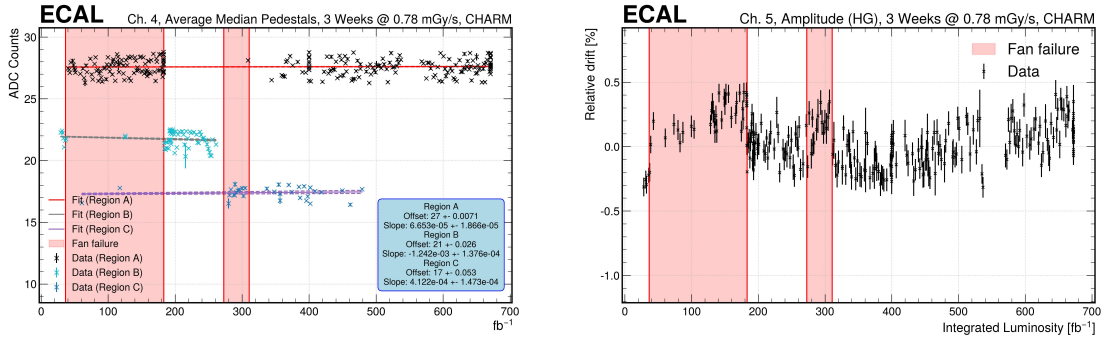 ECAL
Ch. 4, Average Median Pedestals, 3 Weeks @ 0.78 mGy/s, CHARM
ADC Counts
30
25
20
15
10
Fit (Region A)
Fit (Region B)
Fit (Region C)
Fan failure
Data (Region A)
Data (Region B)
Data (Region C)
Region A
Offset: 27 +- 0.0071
Slope: 6.653e-05 +- 1.866e-05
Region B
Offset: 21 +- 0.026
Slope: -1.242e-03 +- 1.376e-04
Region C
Offset: 17 +- 0.053
Slope: 4.122e-04 +- 1.473e-04
0 100 200 300 400 500 600 700
fb⁻¹
ECAL
Ch. 5, Amplitude (HG), 3 Weeks @ 0.78 mGy/s, CHARM
Relative drift [%]
Fan failure
Data
0.5
0.0
-0.5
-1.0
0 100 200 300 400 500 600 700
Integrated Luminosity [fb⁻¹]